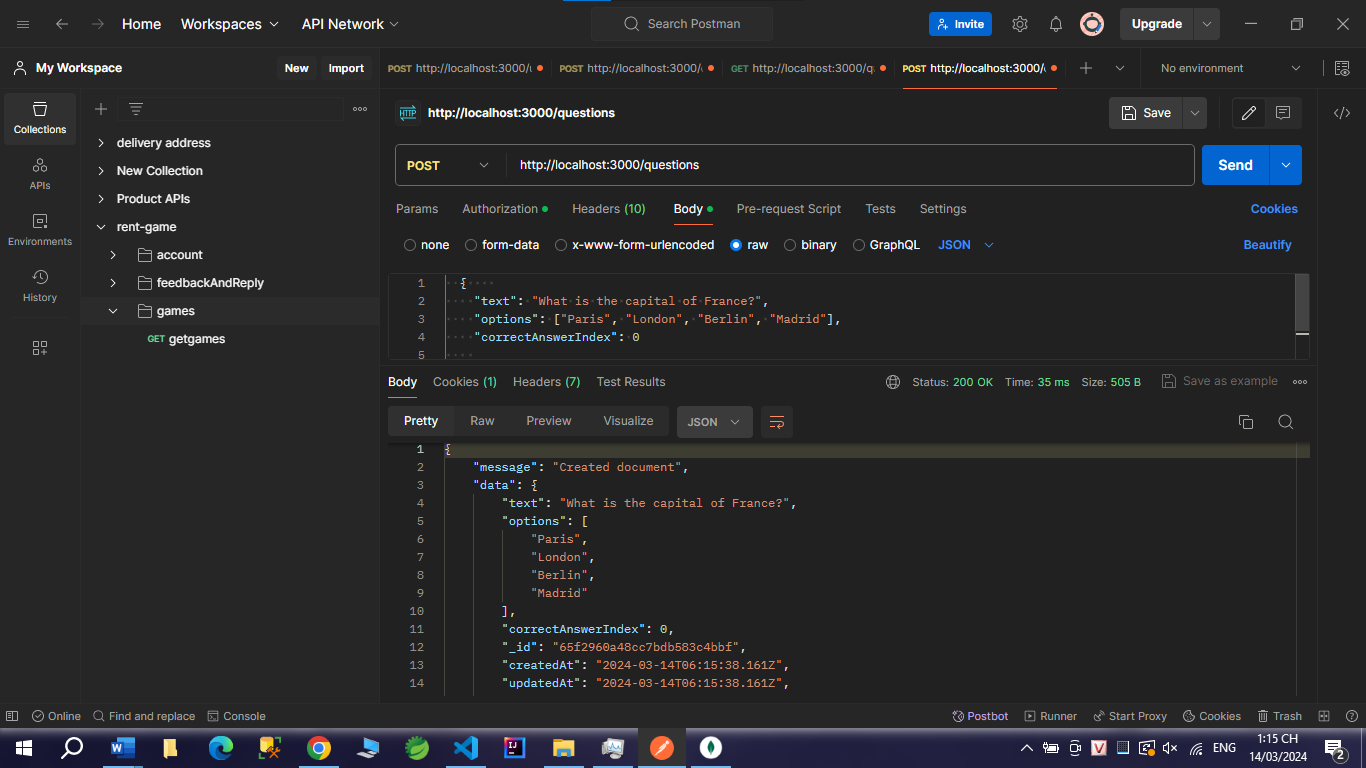 Home
Workspaces
API Network
Search Postman
Invite
Upgrade
My Workspace
New
Import
POST http://localhost:3000/
POST http://localhost:3000/
GET http://localhost:3000/q
POST http://localhost:3000/
No environment
Collections
APIs
Environments
History
delivery address
New Collection
Product APIs
rent-game
account
feedbackAndReply
games
GET getgames
HTTP http://localhost:3000/questions
Save
POST http://localhost:3000/questions
Send
Params Authorization Headers (10) Body Pre-request Script Tests Settings Cookies
none form-data x-www-form-urlencoded raw binary GraphQL JSON Beautify
1 {
2 "text": "What is the capital of France?",
3 "options": ["Paris", "London", "Berlin", "Madrid"],
4 "correctAnswerIndex": 0
5
Body Cookies (1) Headers (7) Test Results Status: 200 OK Time: 35 ms Size: 505 B Save as example
Pretty Raw Preview Visualize JSON
1 {
2 "message": "Created document",
3 "data": {
4 "text": "What is the capital of France?",
5 "options": [
6 "Paris",
7 "London",
8 "Berlin",
9 "Madrid"
10 ],
11 "correctAnswerIndex": 0,
12 "_id": "65f2960a48cc7bdb583c4bbf",
13 "createdAt": "2024-03-14T06:15:38.161Z",
14 "updatedAt": "2024-03-14T06:15:38.161Z",
Online Find and replace Console Postbot Runner Start Proxy Cookies Trash
ENG
1:15 CH
14/03/2024
2